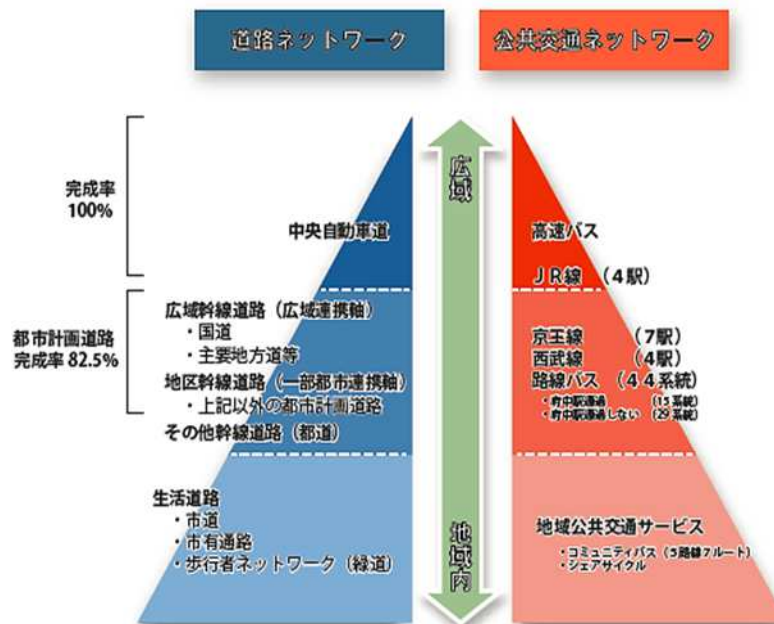 道路ネットワーク
公共交通ネットワーク
完成率
100%
都市計画道路
完成率 82.5%
中央自動車道
広域幹線道路（広域連携軸）
・国道
・主要地方道等
地区幹線道路（一部都市連携軸）
・上記以外の都市計画道路
その他幹線道路（都道）
生活道路
・市道
・市有通路
・歩行者ネットワーク（緑道）
広域
地域内
高速バス
ＪＲ線　（４駅）
京王線　（7駅）
西武線　（4駅）
路線バス　（４４系統）
・府中駅通過　（15系統）
・府中駅通過しない　（29系統）
地域公共交通サービス
・コミュニティバス（５路線７ルート）
・シェアサイクル